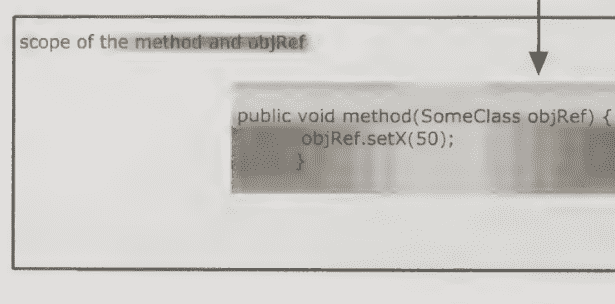 scope of the method and objRef
public void method(SomeClass objRef) {
objRef.setX(50);
}